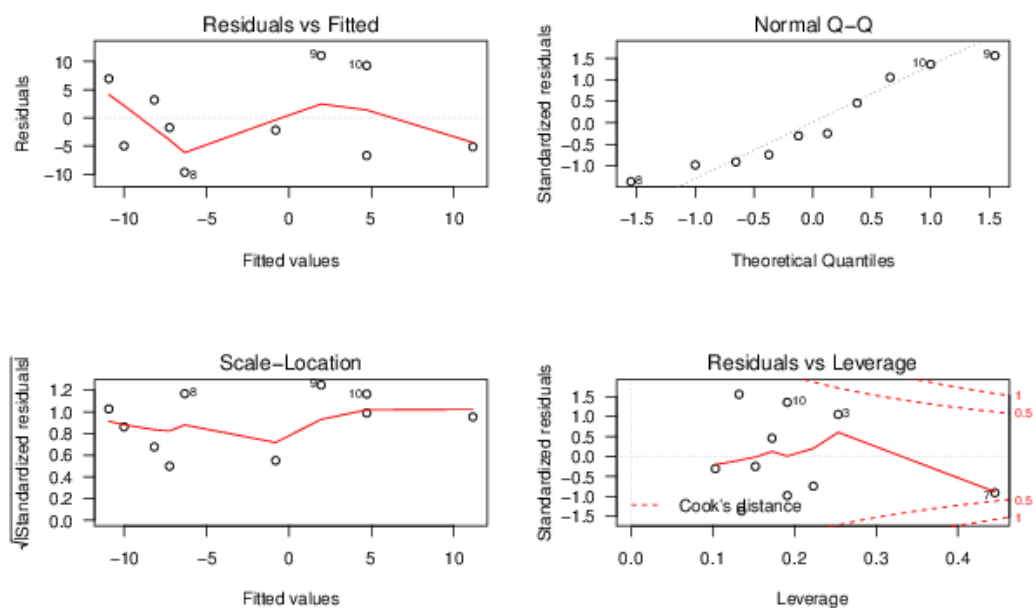 Residuals vs Fitted
Residuals
10
5
0
−5
−10
9
10
8
−10 −5 0 5 10
Fitted values
Normal Q−Q
Standardized residuals
1.5
1.0
0.5
0.0
−0.5
−1.0
9
10
8
−1.5 −1.0 −0.5 0.0 0.5 1.0 1.5
Theoretical Quantiles
Scale−Location
√|Standardized residuals|
1.2
1.0
0.8
0.6
0.4
0.2
0.0
8
9
10
−10 −5 0 5 10
Fitted values
Residuals vs Leverage
Standardized residuals
1.5
1.0
0.5
0.0
−0.5
−1.0
−1.5
10
3
7
1
0.5
0.5
1
Cook's distance
0.0 0.1 0.2 0.3 0.4
Leverage